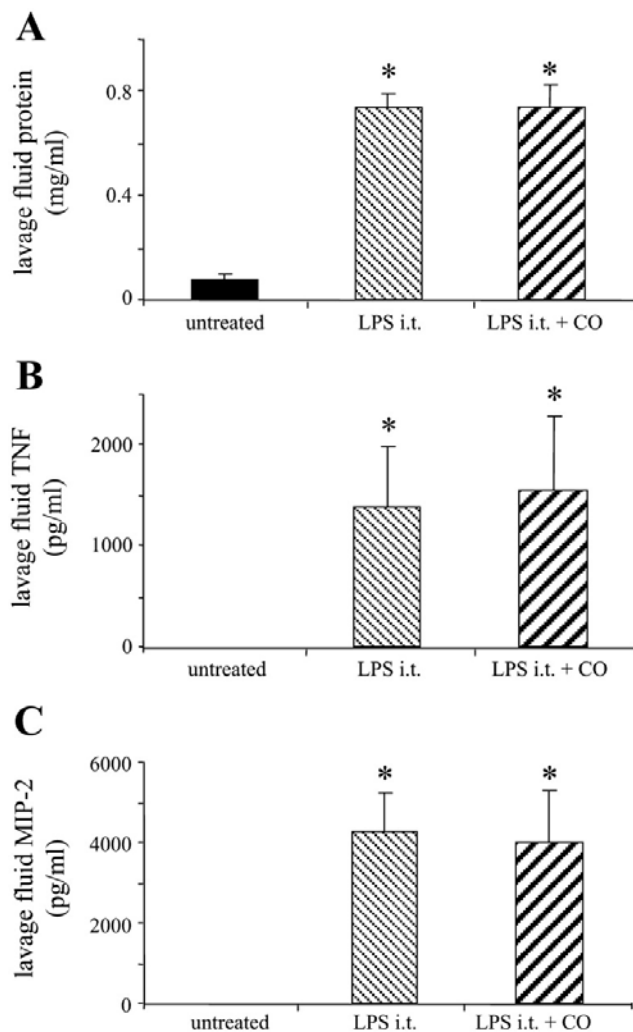 A
lavage fluid protein
(mg/ml)
0.8
0.4
0
*
*
untreated
LPS i.t.
LPS i.t. + CO
B
lavage fluid TNF
(pg/ml)
2000
1000
0
*
*
untreated
LPS i.t.
LPS i.t. + CO
C
lavage fluid MIP-2
(pg/ml)
6000
4000
2000
0
*
*
untreated
LPS i.t.
LPS i.t. + CO